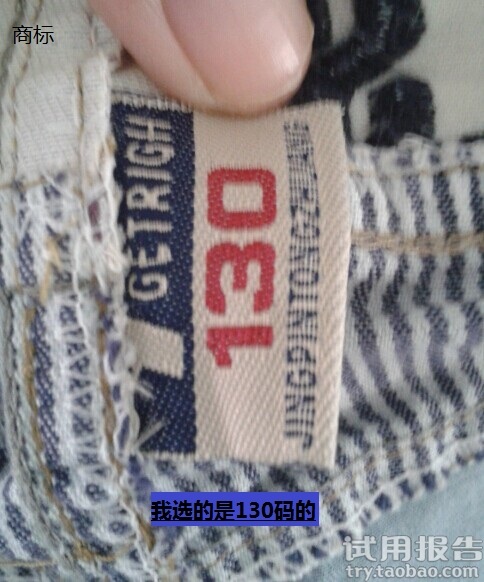 商标
GETRIGH
130
JINGPINTONGZHUANG
我选的是130码的
试用报告
try.taobao.com